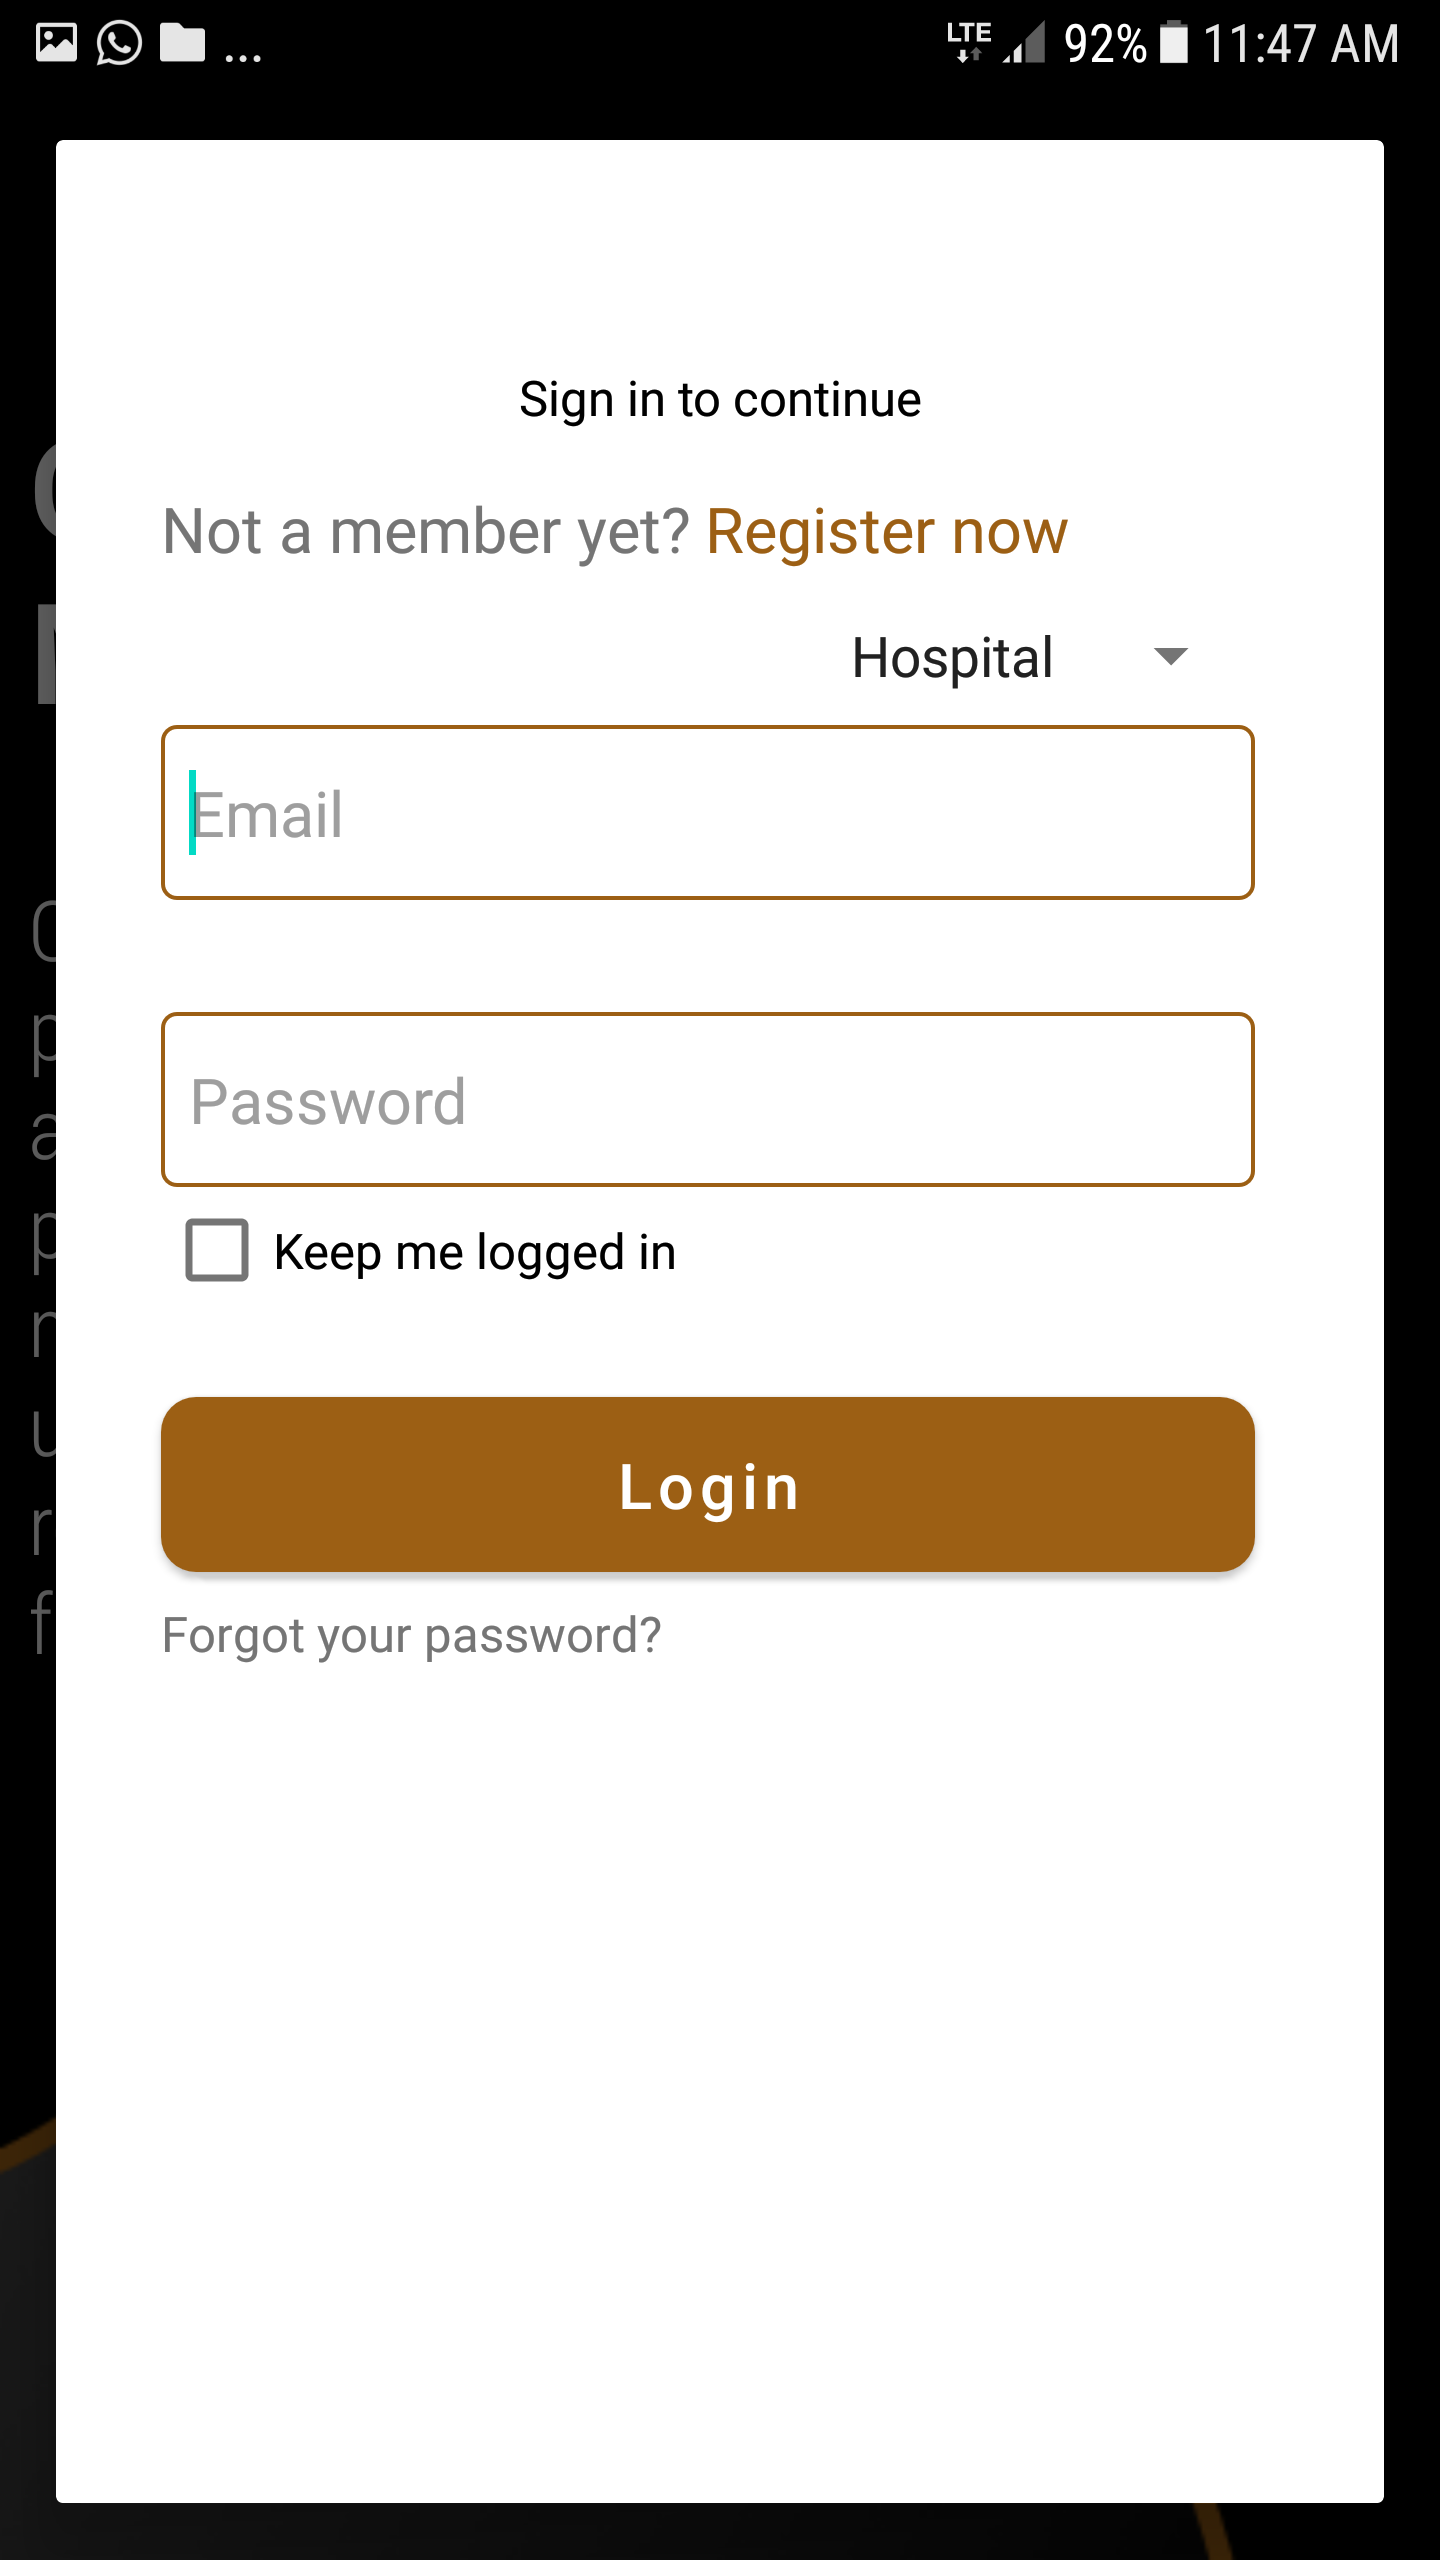 ... LTE 92% 11:47 AM
Sign in to continue
Not a member yet? Register now
Hospital
Email
Password
Keep me logged in
Login
Forgot your password?